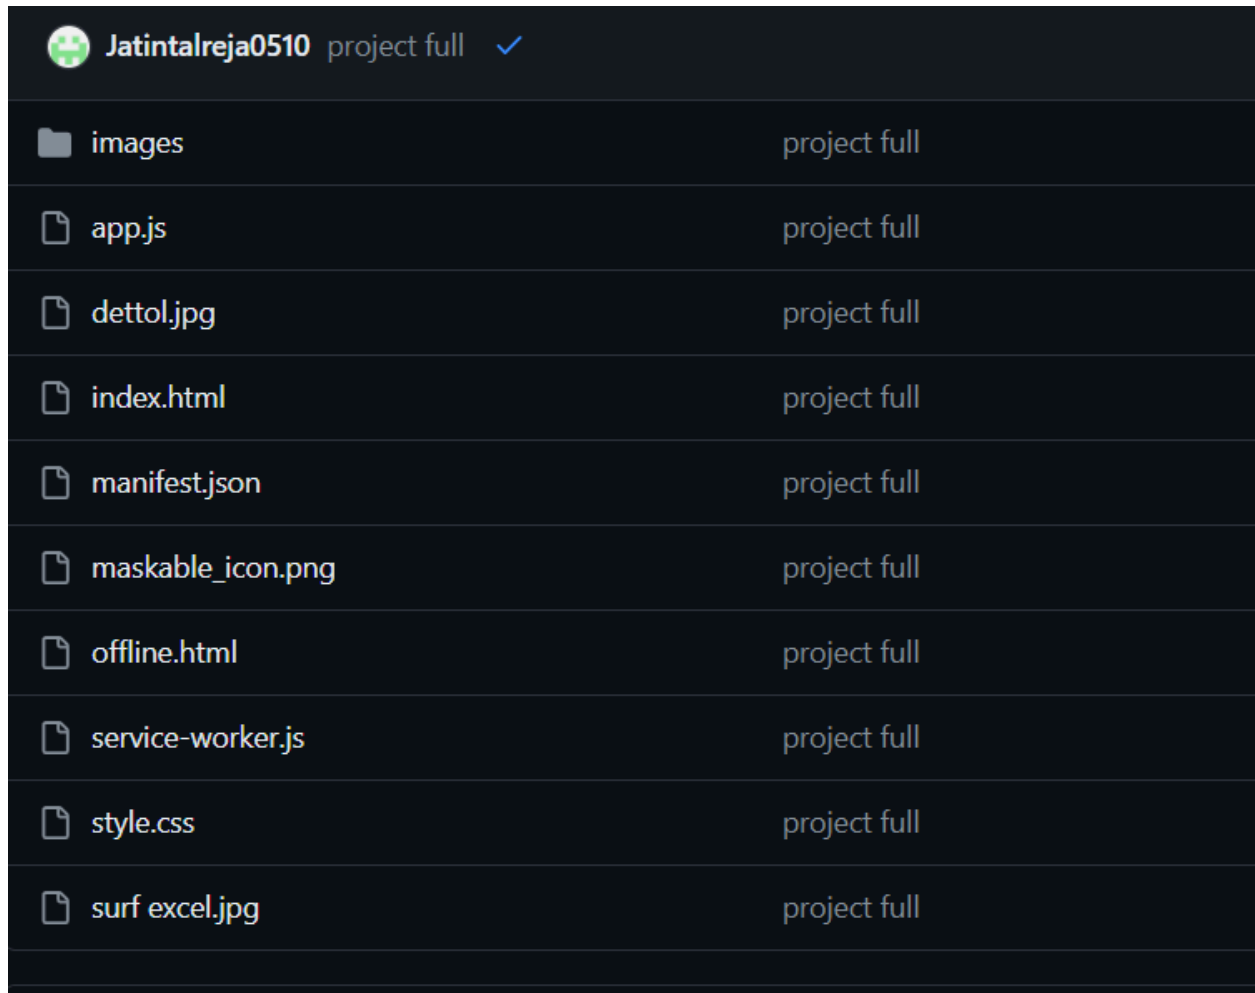 Jatintalreja0510 project full
images project full
app.js project full
dettol.jpg project full
index.html project full
manifest.json project full
maskable_icon.png project full
offline.html project full
service-worker.js project full
style.css project full
surf excel.jpg project full